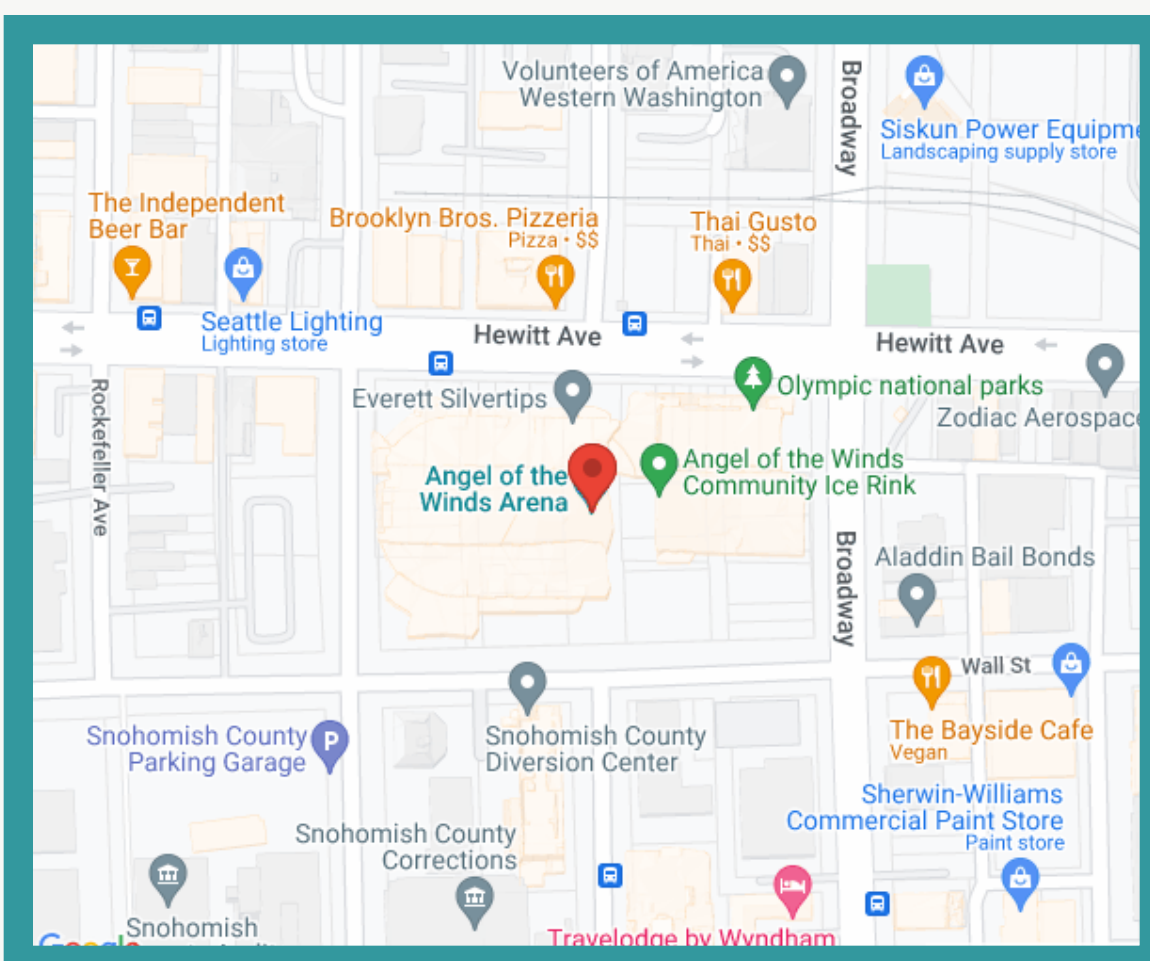 Volunteers of America
Western Washington
Broadway
Siskun Power Equipme
Landscaping supply store
The Independent
Beer Bar
Brooklyn Bros. Pizzeria
Pizza • $$
Thai Gusto
Thai • $$
Seattle Lighting
Lighting store
Hewitt Ave
Hewitt Ave
Rockefeller Ave
Everett Silvertips
Olympic national parks
Zodiac Aerospace
Angel of the
Winds Arena
Angel of the Winds
Community Ice Rink
Broadway
Aladdin Bail Bonds
Wall St
Snohomish County
Parking Garage
P
Snohomish County
Diversion Center
The Bayside Cafe
Vegan
Sherwin-Williams
Commercial Paint Store
Paint store
Snohomish County
Corrections
Snohomish
Travelodge by Wyndham
Google